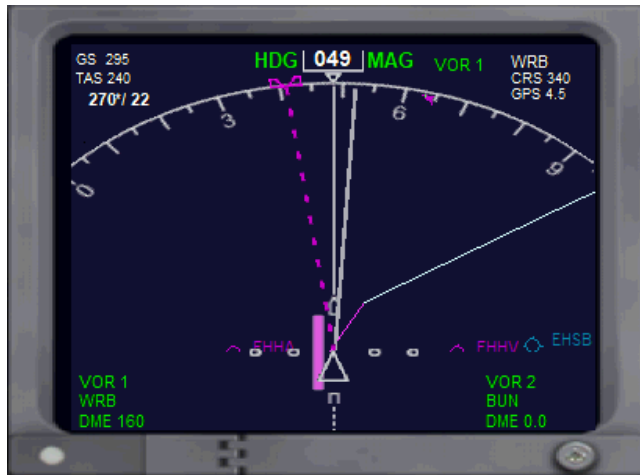 GS 295
TAS 240
270°/ 22
HDG 049 MAG
VOR 1
WRB
CRS 340
GPS 4.5
0
3
6
9
EHHA
EHHV
EHSB
VOR 1
WRB
DME 160
VOR 2
BUN
DME 0.0